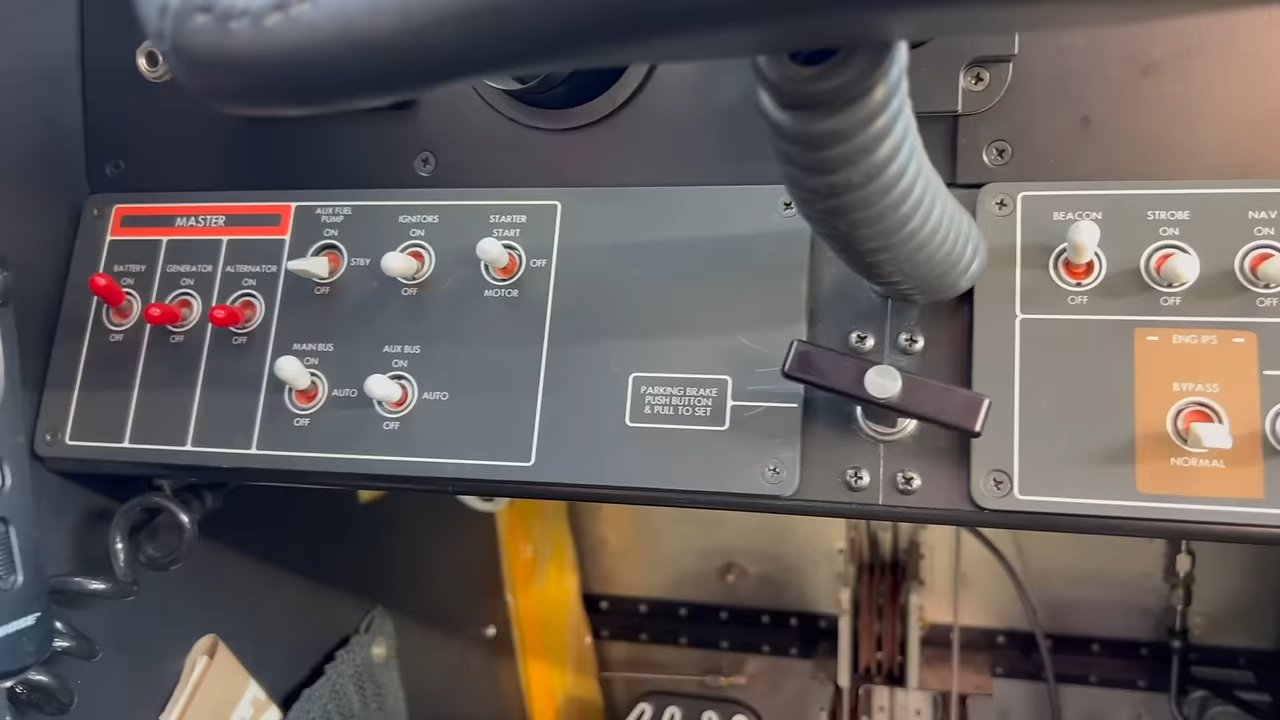 MASTER
BATTERY
ON
OFF
GENERATOR
ON
OFF
ALTERNATOR
ON
OFF
AUX FUEL
PUMP
ON
STBY
OFF
IGNITORS
ON
OFF
STARTER
START
OFF
MOTOR
MAIN BUS
ON
AUTO
OFF
AUX BUS
ON
AUTO
OFF
PARKING BRAKE
PUSH BUTTON
& PULL TO SET
BEACON
OFF
STROBE
ON
OFF
NAV
ON
OFF
ENG IPS
BYPASS
NORMAL